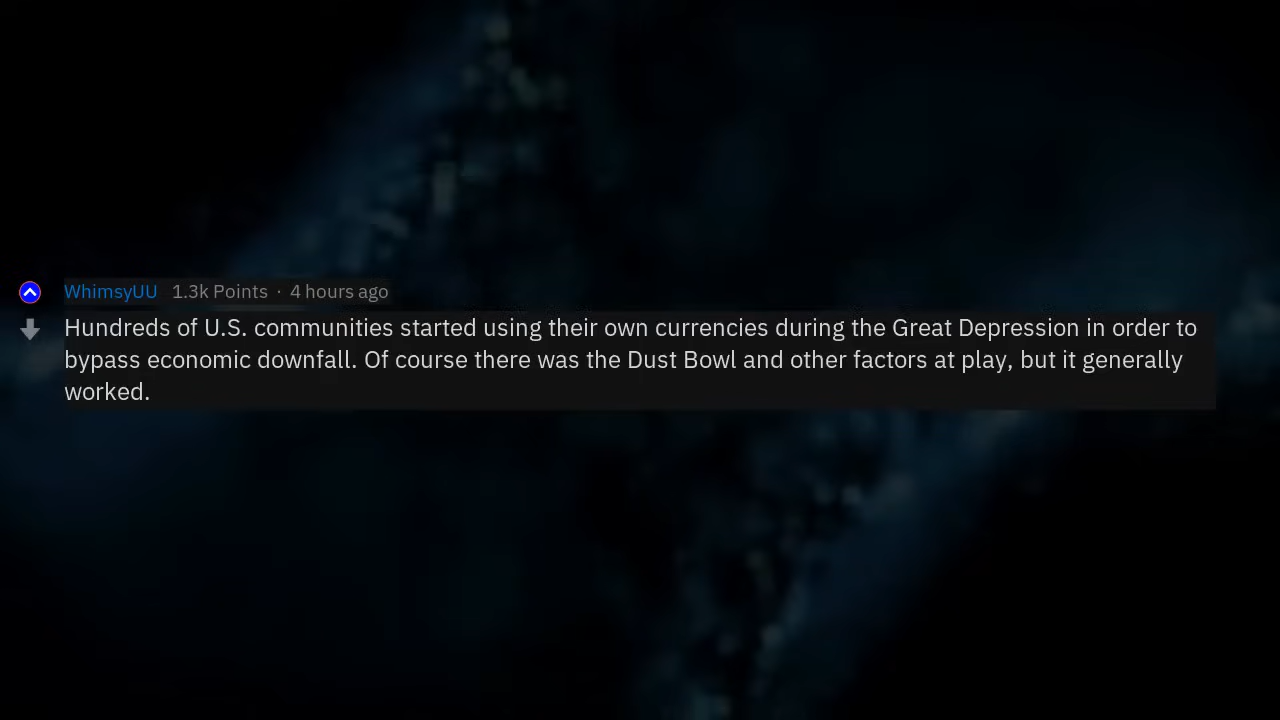 WhimsyUU 1.3k Points · 4 hours ago
Hundreds of U.S. communities started using their own currencies during the Great Depression in order to
bypass economic downfall. Of course there was the Dust Bowl and other factors at play, but it generally
worked.